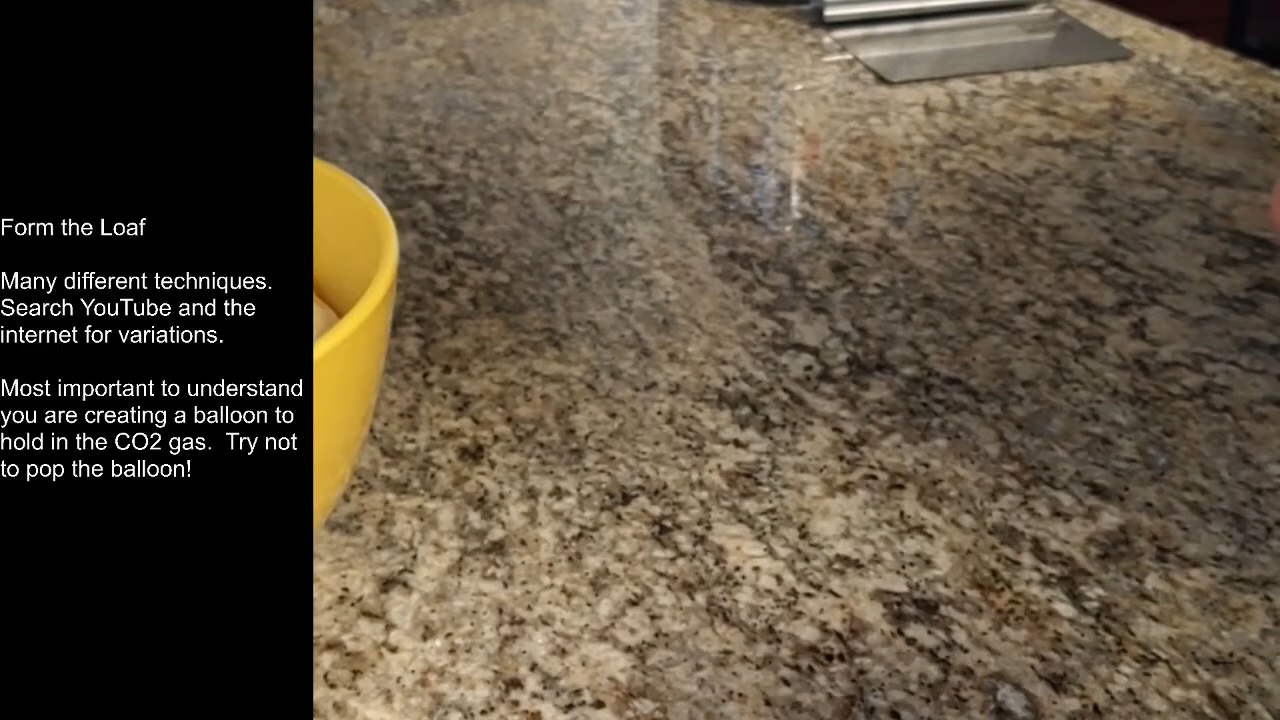 Form the Loaf
Many different techniques.
Search YouTube and the
internet for variations.
Most important to understand
you are creating a balloon to
hold in the CO2 gas.  Try not
to pop the balloon!